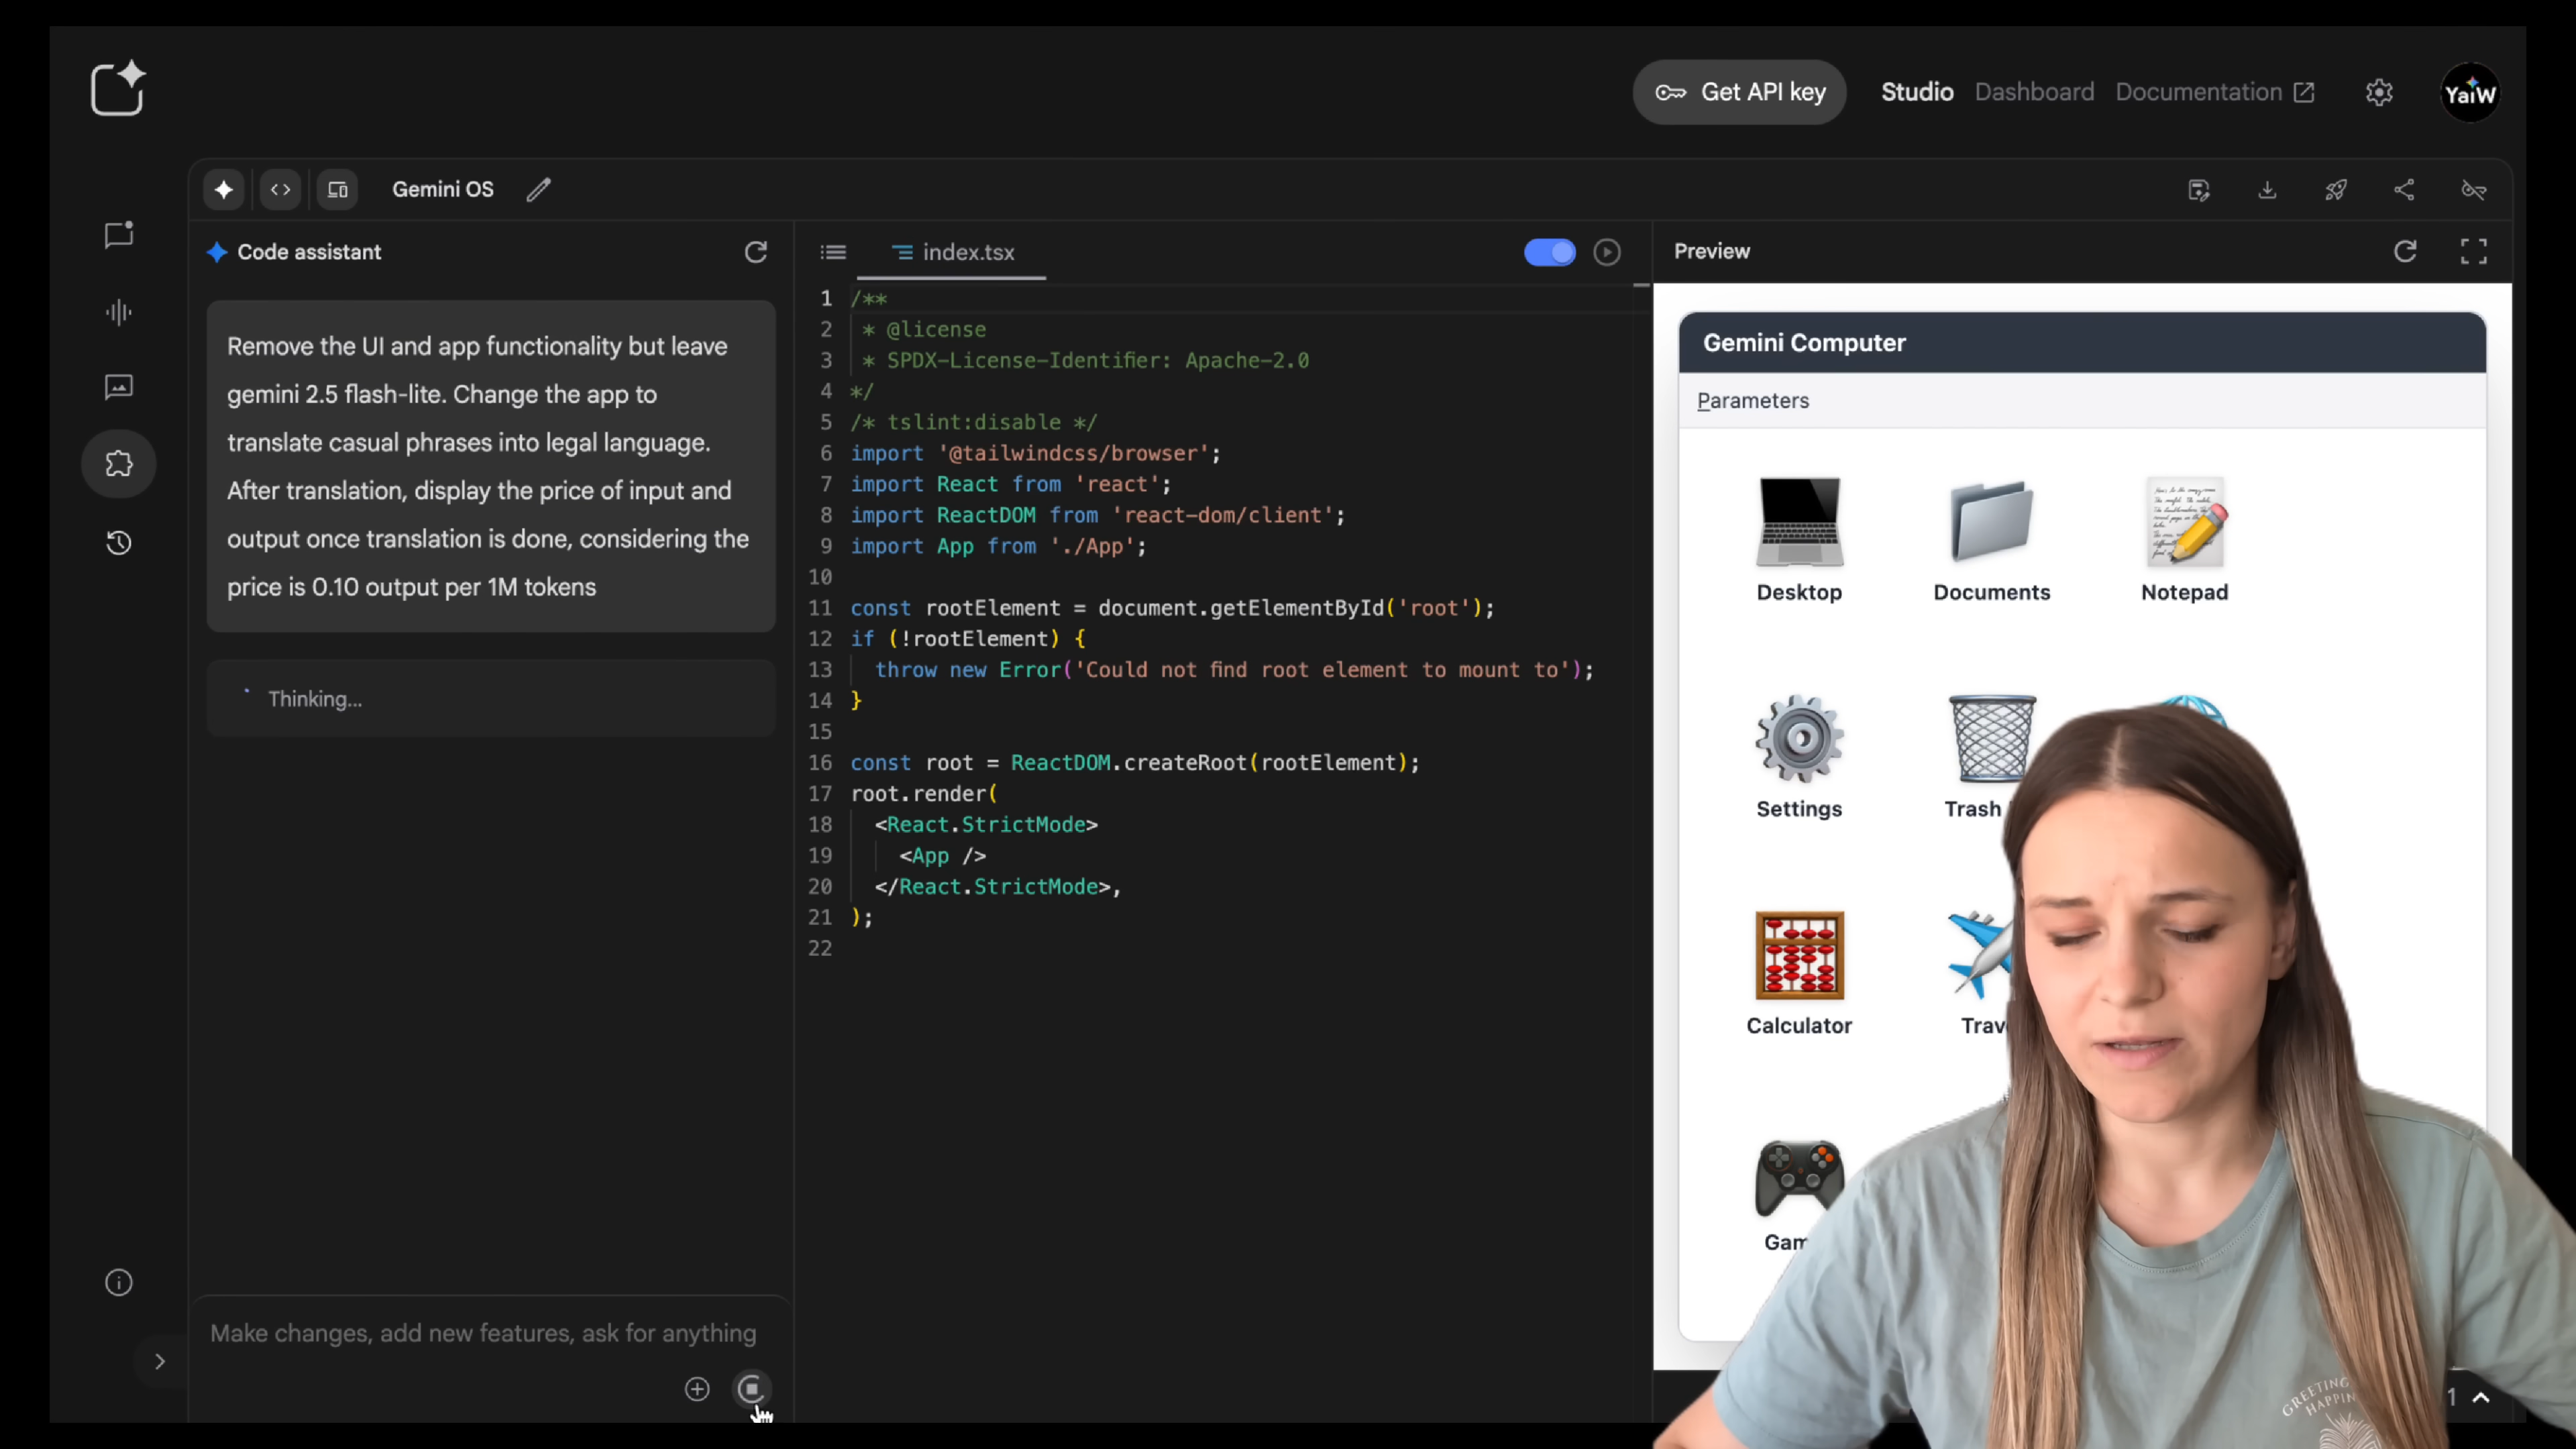 Get API key
Studio
Dashboard
Documentation
YaiW
Gemini OS
Code assistant
Remove the UI and app functionality but leave
gemini 2.5 flash-lite. Change the app to
translate casual phrases into legal language.
After translation, display the price of input and
output once translation is done, considering the
price is 0.10 output per 1M tokens
Thinking...
Make changes, add new features, ask for anything
index.tsx
1 /**
2 * @license
3 * SPDX-License-Identifier: Apache-2.0
4 */
5 /* tslint:disable */
6 import '@tailwindcss/browser';
7 import React from 'react';
8 import ReactDOM from 'react-dom/client';
9 import App from './App';
10
11 const rootElement = document.getElementById('root');
12 if (!rootElement) {
13 throw new Error('Could not find root element to mount to');
14 }
15
16 const root = ReactDOM.createRoot(rootElement);
17 root.render(
18 <React.StrictMode>
19 <App />
20 </React.StrictMode>,
21 );
22
Preview
Gemini Computer
Parameters
Desktop
Documents
Notepad
Settings
Trash
Calculator
Trav
Gam
GREETING
HAPPIN
1